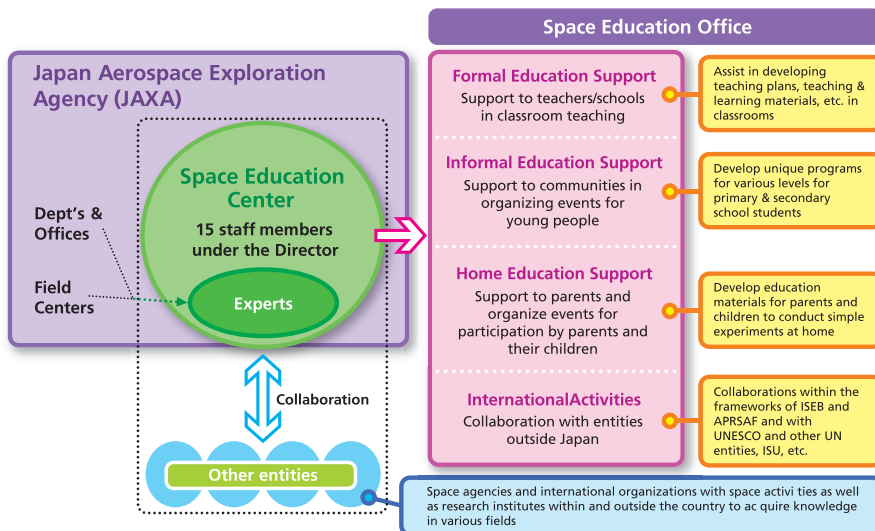 Japan Aerospace Exploration
Agency (JAXA)
Space Education
Center
15 staff members
under the Director
Dept's &
Offices
Field
Centers
Experts
Collaboration
Other entities
Space Education Office
Formal Education Support
Support to teachers/schools
in classroom teaching
Assist in developing
teaching plans, teaching &
learning materials, etc. in
classrooms
Informal Education Support
Support to communities in
organizing events for
young people
Develop unique programs
for various levels for
primary & secondary
school students
Home Education Support
Support to parents and
organize events for
participation by parents and
their children
Develop education
materials for parents and
children to conduct simple
experiments at home
InternationalActivities
Collaboration with entities
outside Japan
Collaborations within the
frameworks of ISEB and
APRSAF and with
UNESCO and other UN
entities, ISU, etc.
Space agencies and international organizations with space activi ties as well
as research institutes within and outside the country to ac quire knowledge
in various fields